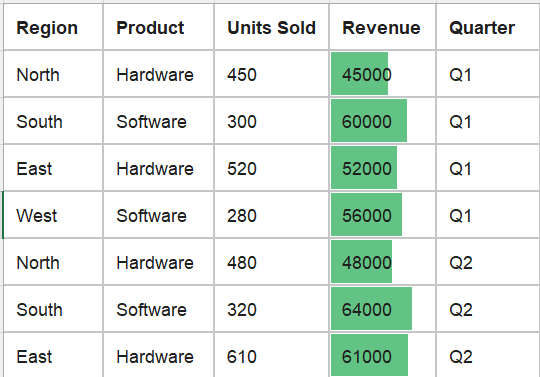 Region Product Units Sold Revenue Quarter
North Hardware 450 45000 Q1
South Software 300 60000 Q1
East Hardware 520 52000 Q1
West Software 280 56000 Q1
North Hardware 480 48000 Q2
South Software 320 64000 Q2
East Hardware 610 61000 Q2